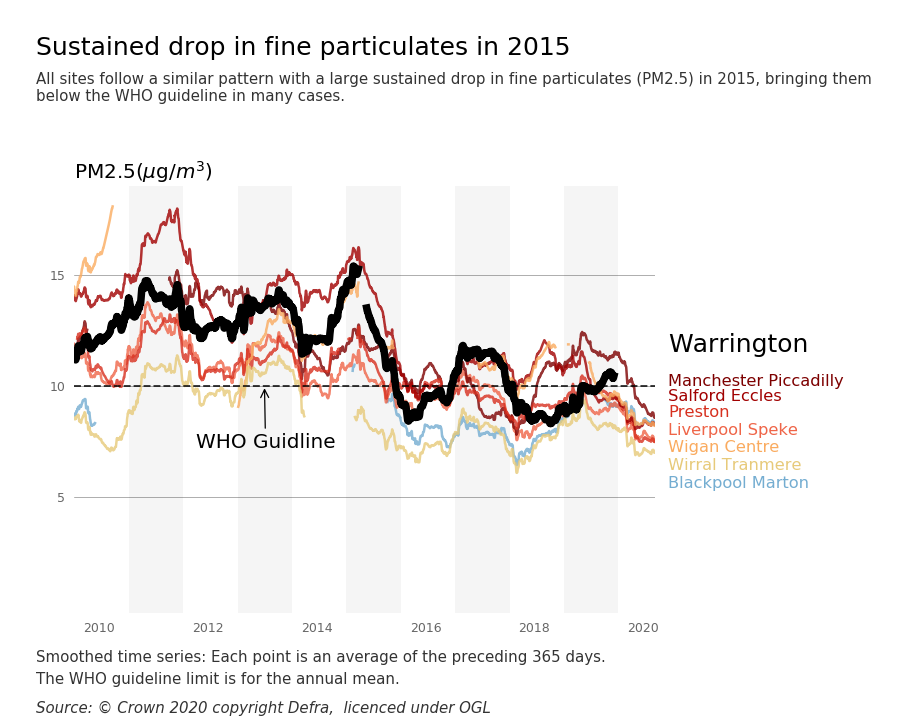 Sustained drop in fine particulates in 2015
All sites follow a similar pattern with a large sustained drop in fine particulates (PM2.5) in 2015, bringing them
below the WHO guideline in many cases.
PM2.5(μg/m³)
15
10
5
WHO Guidline
Warrington
Manchester Piccadilly
Salford Eccles
Preston
Liverpool Speke
Wigan Centre
Wirral Tranmere
Blackpool Marton
2010 2012 2014 2016 2018 2020
Smoothed time series: Each point is an average of the preceding 365 days.
The WHO guideline limit is for the annual mean.
Source: © Crown 2020 copyright Defra,  licenced under OGL